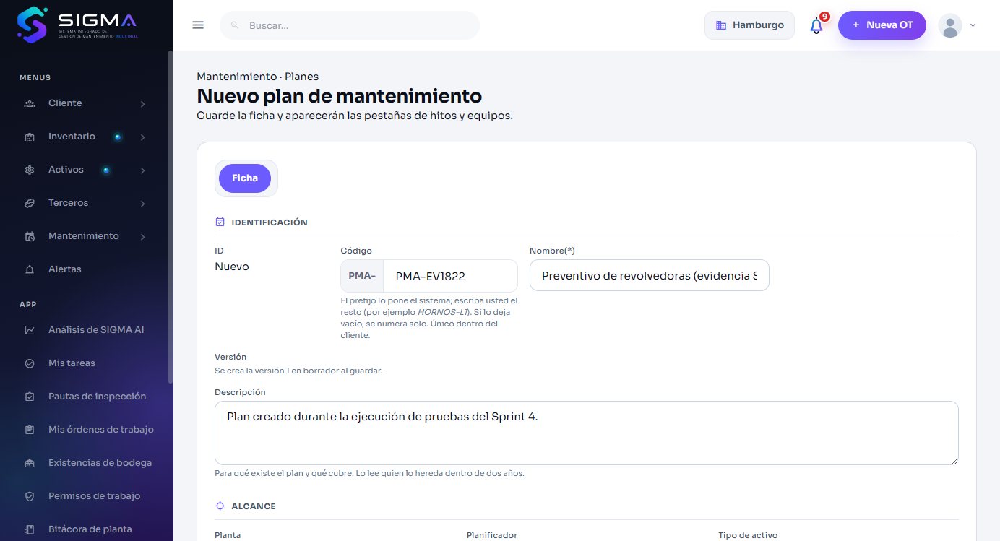 SIGMA
SISTEMA INTEGRADO DE
GESTION DE MANTENIMIENTO INDUSTRIAL
Buscar...
Hamburgo
9
+ Nueva OT
MENUS
Cliente
Inventario
Activos
Terceros
Mantenimiento
Alertas
APP
Análisis de SIGMA AI
Mis tareas
Pautas de inspección
Mis órdenes de trabajo
Existencias de bodega
Permisos de trabajo
Bitácora de planta
Mantenimiento · Planes
Nuevo plan de mantenimiento
Guarde la ficha y aparecerán las pestañas de hitos y equipos.
Ficha
IDENTIFICACIÓN
ID
Nuevo
Código
PMA-
PMA-EV1822
El prefijo lo pone el sistema; escriba usted el
resto (por ejemplo HORNOS-L1). Si lo deja
vacío, se numera solo. Único dentro del
cliente.
Nombre(*)
Preventivo de revolvedoras (evidencia S
Versión
Se crea la versión 1 en borrador al guardar.
Descripción
Plan creado durante la ejecución de pruebas del Sprint 4.
Para qué existe el plan y qué cubre. Lo lee quien lo hereda dentro de dos años.
ALCANCE
Planta
Planificador
Tipo de activo